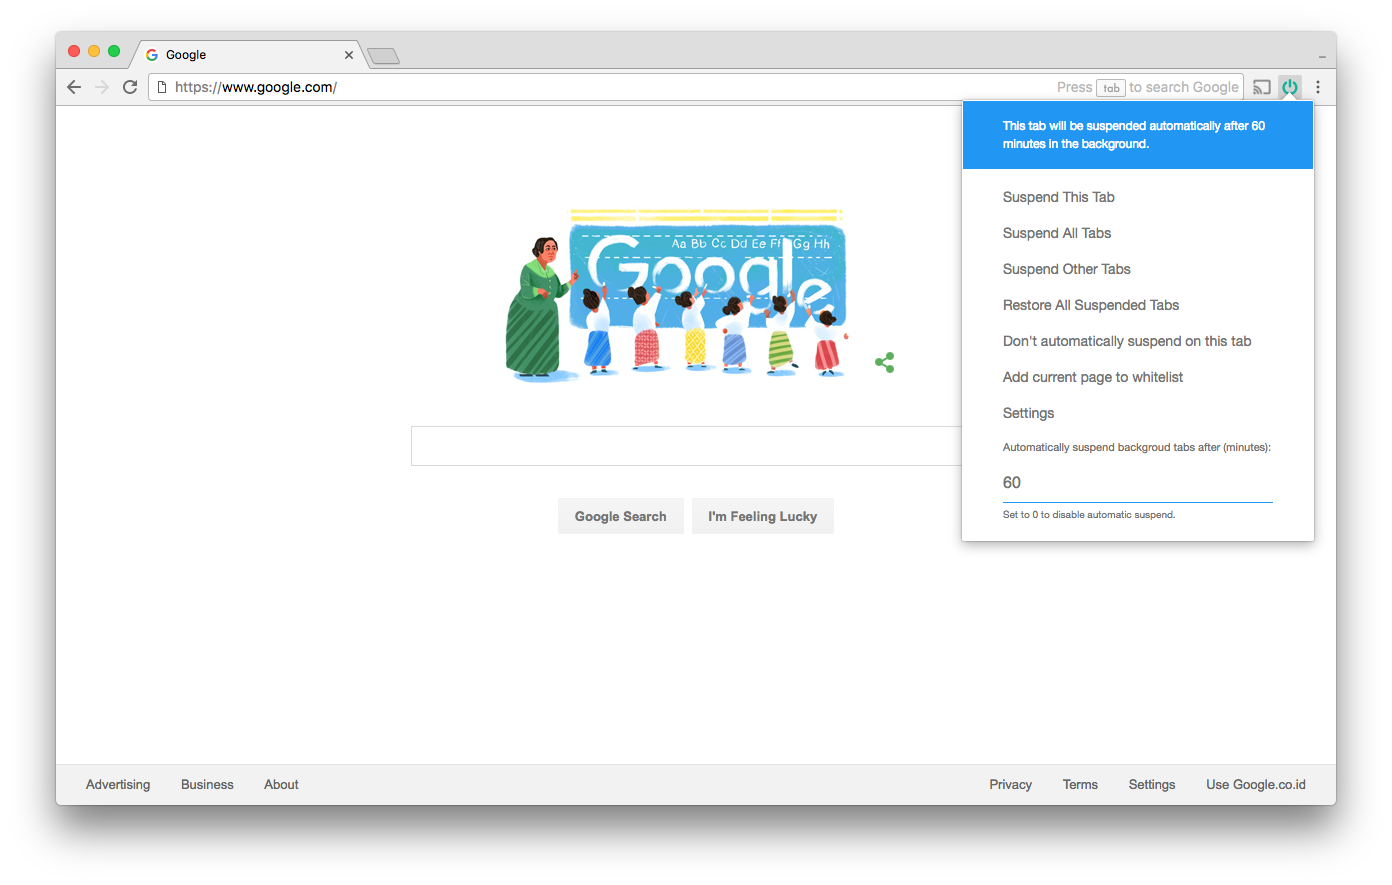 Google
https://www.google.com/
Press tab to search Google
This tab will be suspended automatically after 60
minutes in the background.
Suspend This Tab
Suspend All Tabs
Suspend Other Tabs
Restore All Suspended Tabs
Don't automatically suspend on this tab
Add current page to whitelist
Settings
Automatically suspend backgroud tabs after (minutes):
60
Set to 0 to disable automatic suspend.
Aa Bb Cc Dd Ee Ff Gg Hh
Google
Google Search
I'm Feeling Lucky
Advertising
Business
About
Privacy
Terms
Settings
Use Google.co.id